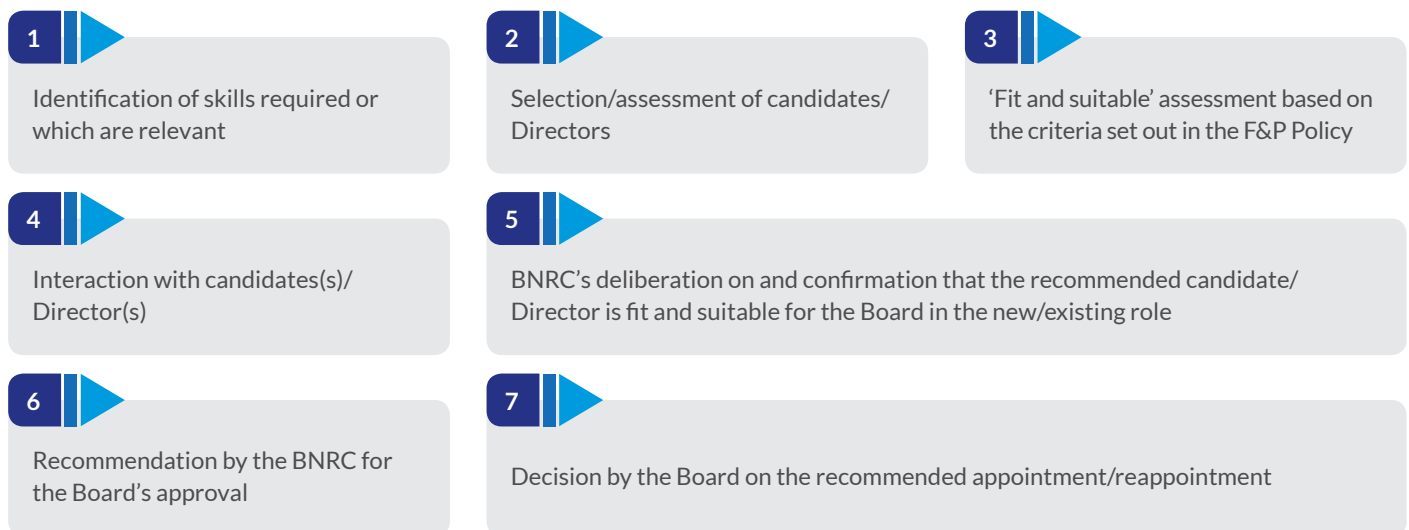 1
Identification of skills required or
which are relevant
2
Selection/assessment of candidates/
Directors
3
‘Fit and suitable’ assessment based on
the criteria set out in the F&P Policy
4
Interaction with candidates(s)/
Director(s)
5
BNRC’s deliberation on and confirmation that the recommended candidate/
Director is fit and suitable for the Board in the new/existing role
6
Recommendation by the BNRC for
the Board’s approval
7
Decision by the Board on the recommended appointment/reappointment